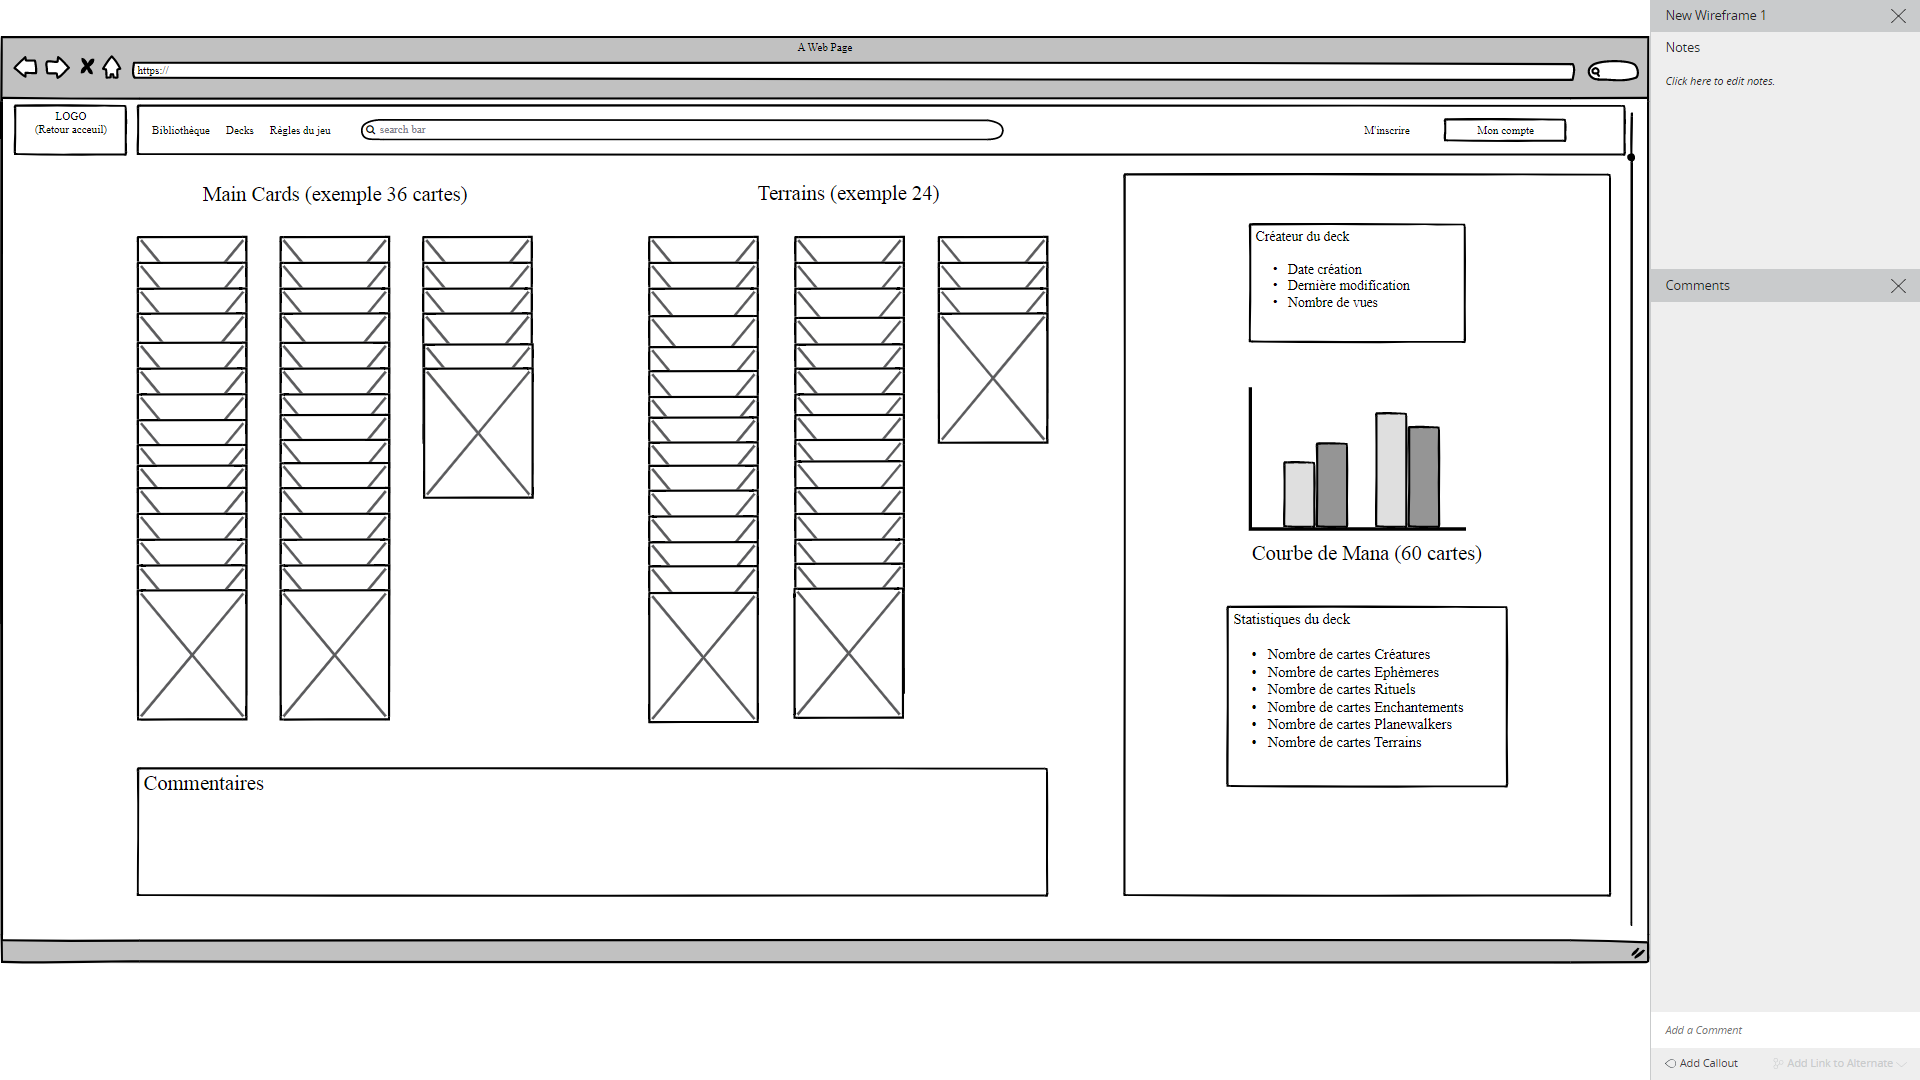 A Web Page
https://
LOGO
(Retour acceuil)
Bibliothèque
Decks
Règles du jeu
search bar
M'inscrire
Mon compte
Main Cards (exemple 36 cartes)
Terrains (exemple 24)
Créateur du deck
• Date création
• Dernière modification
• Nombre de vues
Courbe de Mana (60 cartes)
Statistiques du deck
• Nombre de cartes Créatures
• Nombre de cartes Ephèmeres
• Nombre de cartes Rituels
• Nombre de cartes Enchantements
• Nombre de cartes Planewalkers
• Nombre de cartes Terrains
Commentaires
New Wireframe 1
Notes
Click here to edit notes.
Comments
Add a Comment
Add Callout
Add Link to Alternate